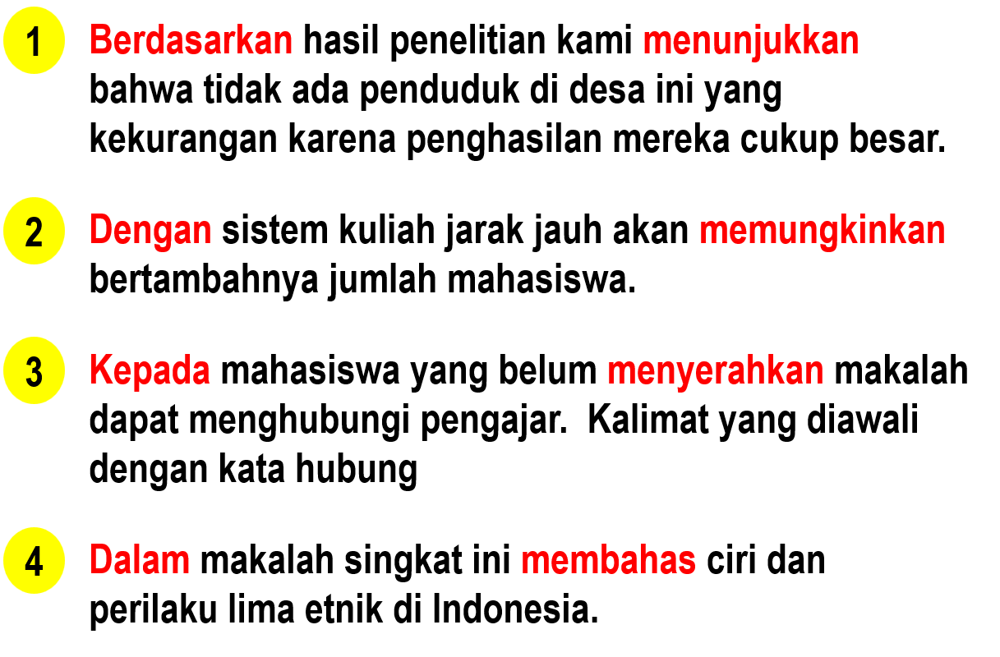 1 Berdasarkan hasil penelitian kami menunjukkan
bahwa tidak ada penduduk di desa ini yang
kekurangan karena penghasilan mereka cukup besar.
2 Dengan sistem kuliah jarak jauh akan memungkinkan
bertambahnya jumlah mahasiswa.
3 Kepada mahasiswa yang belum menyerahkan makalah
dapat menghubungi pengajar.  Kalimat yang diawali
dengan kata hubung
4 Dalam makalah singkat ini membahas ciri dan
perilaku lima etnik di Indonesia.